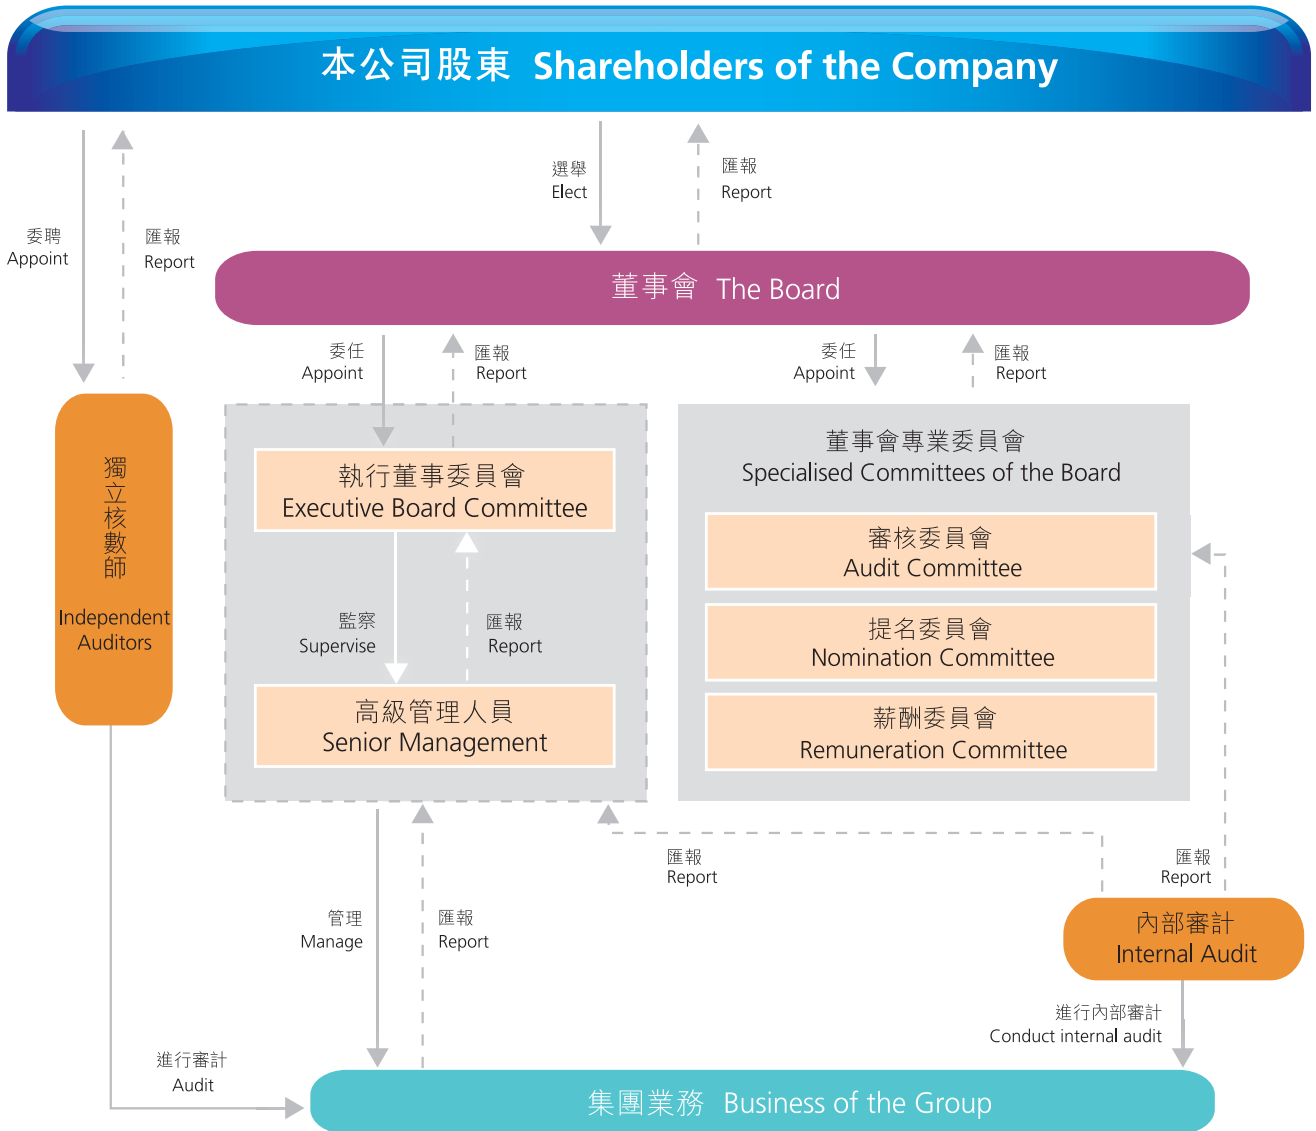 本公司股東 Shareholders of the Company
選舉
Elect
匯報
Report
委聘
Appoint
匯報
Report
董事會 The Board
委任
Appoint
匯報
Report
委任
Appoint
匯報
Report
獨立核數師
Independent
Auditors
執行董事委員會
Executive Board Committee
監察
Supervise
匯報
Report
高級管理人員
Senior Management
董事會專業委員會
Specialised Committees of the Board
審核委員會
Audit Committee
提名委員會
Nomination Committee
薪酬委員會
Remuneration Committee
匯報
Report
匯報
Report
管理
Manage
匯報
Report
內部審計
Internal Audit
進行內部審計
Conduct internal audit
進行審計
Audit
集團業務 Business of the Group